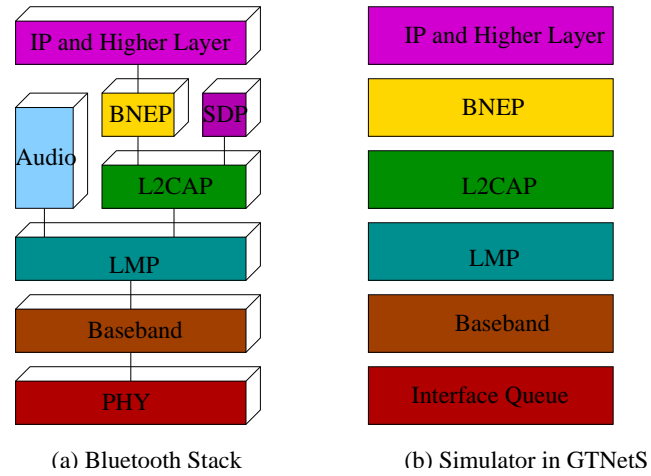 IP and Higher Layer
BNEP
SDP
Audio
L2CAP
LMP
Baseband
PHY
(a) Bluetooth Stack
IP and Higher Layer
BNEP
L2CAP
LMP
Baseband
Interface Queue
(b) Simulator in GTNetS